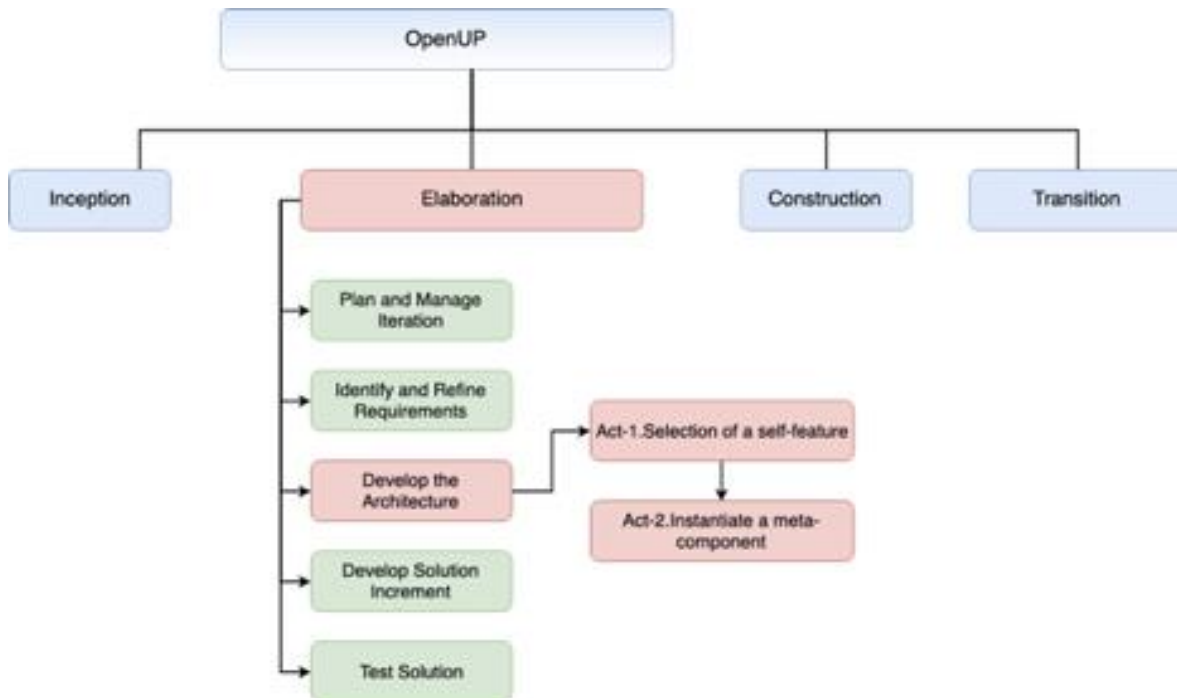 OpenUP
Inception
Elaboration
Construction
Transition
Plan and Manage
Iteration
Identify and Refine
Requirements
Develop the
Architecture
Act-1.Selection of a self-feature
Act-2.Instantiate a meta-
component
Develop Solution
Increment
Test Solution